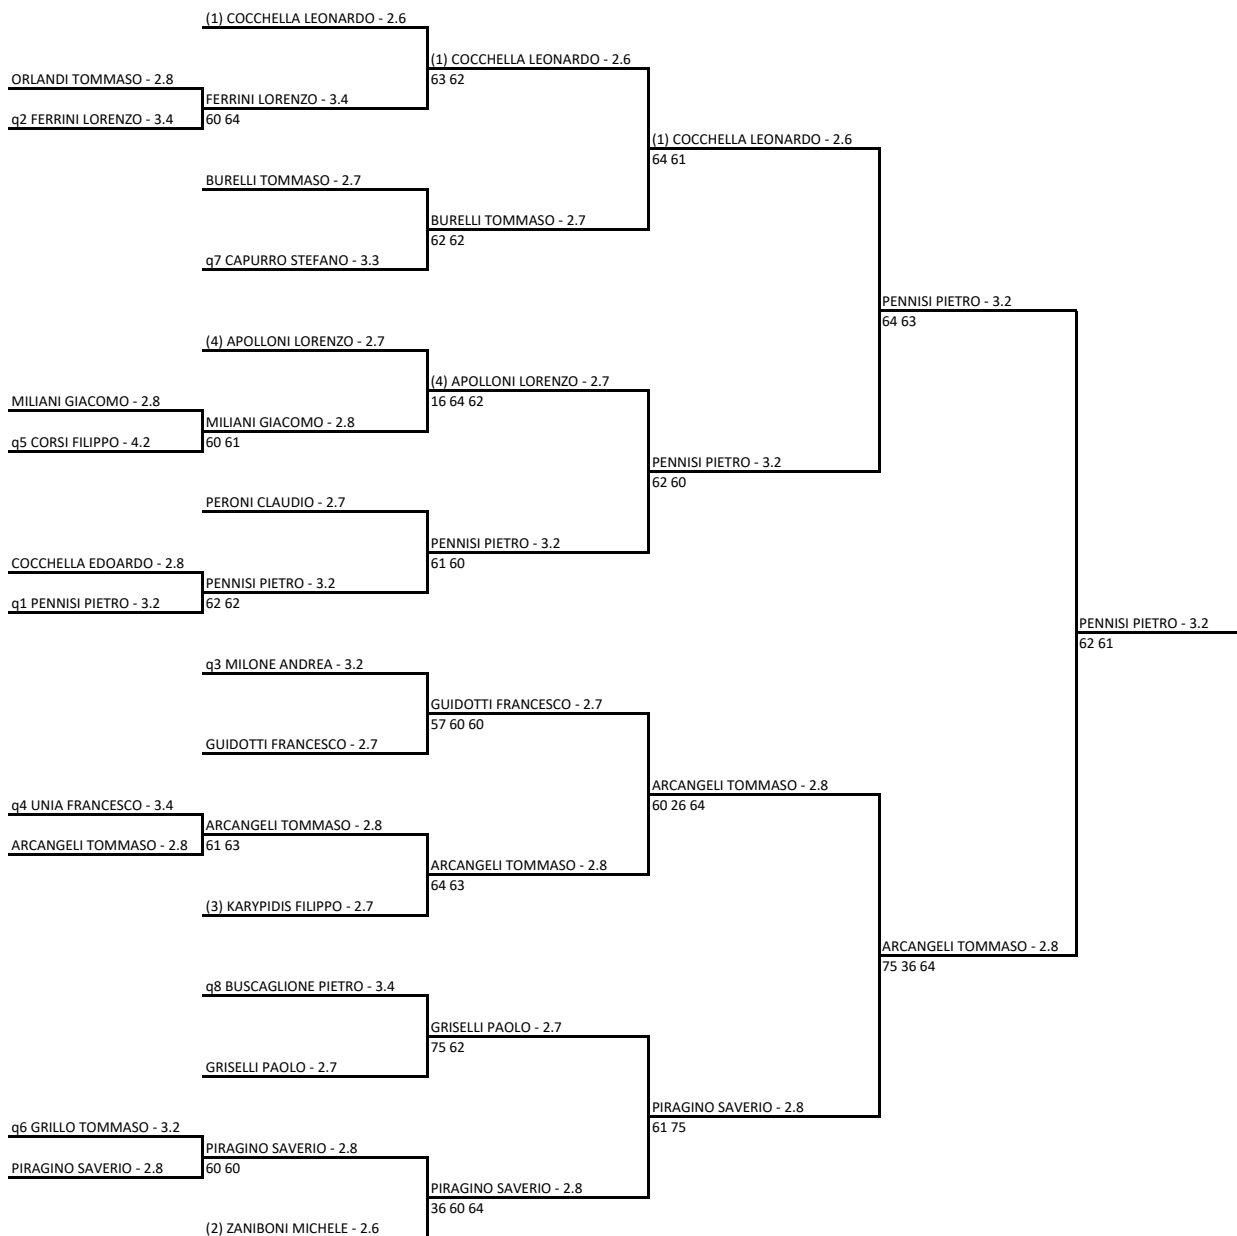 (1) COCCHELLA LEONARDO - 2.6
(1) COCCHELLA LEONARDO - 2.6
63 62
ORLANDI TOMMASO - 2.8
FERRINI LORENZO - 3.4
q2 FERRINI LORENZO - 3.4
60 64
(1) COCCHELLA LEONARDO - 2.6
64 61
BURELLI TOMMASO - 2.7
BURELLI TOMMASO - 2.7
62 62
q7 CAPURRO STEFANO - 3.3
PENNISI PIETRO - 3.2
64 63
(4) APOLLONI LORENZO - 2.7
(4) APOLLONI LORENZO - 2.7
16 64 62
MILIANI GIACOMO - 2.8
MILIANI GIACOMO - 2.8
q5 CORSI FILIPPO - 4.2
60 61
PENNISI PIETRO - 3.2
62 60
PERONI CLAUDIO - 2.7
PENNISI PIETRO - 3.2
61 60
COCCHELLA EDOARDO - 2.8
PENNISI PIETRO - 3.2
q1 PENNISI PIETRO - 3.2
62 62
PENNISI PIETRO - 3.2
62 61
q3 MILONE ANDREA - 3.2
GUIDOTTI FRANCESCO - 2.7
57 60 60
GUIDOTTI FRANCESCO - 2.7
ARCANGELI TOMMASO - 2.8
60 26 64
q4 UNIA FRANCESCO - 3.4
ARCANGELI TOMMASO - 2.8
ARCANGELI TOMMASO - 2.8
61 63
ARCANGELI TOMMASO - 2.8
64 63
(3) KARYPIDIS FILIPPO - 2.7
ARCANGELI TOMMASO - 2.8
75 36 64
q8 BUSCAGLIONE PIETRO - 3.4
GRISELLI PAOLO - 2.7
75 62
GRISELLI PAOLO - 2.7
PIRAGINO SAVERIO - 2.8
61 75
q6 GRILLO TOMMASO - 3.2
PIRAGINO SAVERIO - 2.8
PIRAGINO SAVERIO - 2.8
60 60
PIRAGINO SAVERIO - 2.8
36 60 64
(2) ZANIBONI MICHELE - 2.6